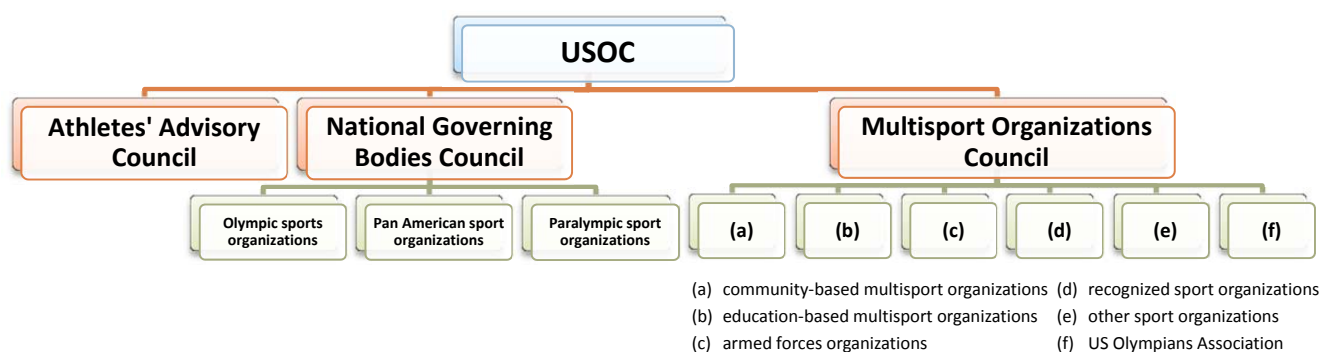 USOC
Athletes' Advisory
Council
National Governing
Bodies Council
Multisport Organizations
Council
Olympic sports
organizations
Pan American sport
organizations
Paralympic sport
organizations
(a)
(b)
(c)
(d)
(e)
(f)
(a) community-based multisport organizations
(b) education-based multisport organizations
(c) armed forces organizations
(d) recognized sport organizations
(e) other sport organizations
(f) US Olympians Association